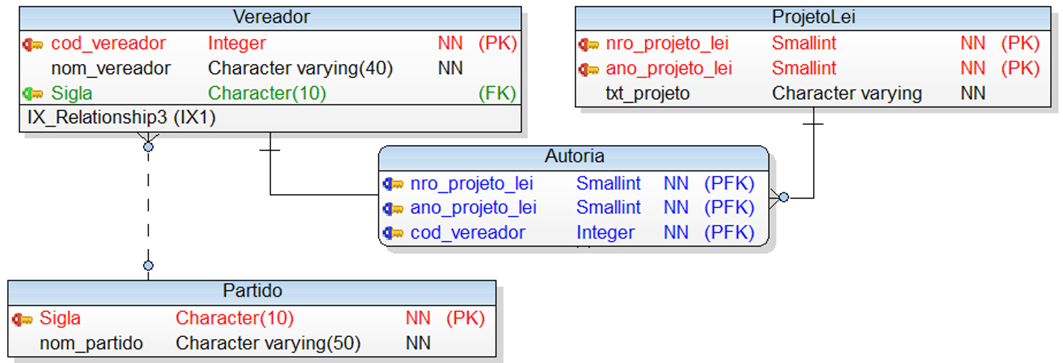 Vereador
cod_vereador Integer NN (PK)
nom_vereador Character varying(40) NN
Sigla Character(10) (FK)
IX_Relationship3 (IX1)
ProjetoLei
nro_projeto_lei Smallint NN (PK)
ano_projeto_lei Smallint NN (PK)
txt_projeto Character varying NN
Autoria
nro_projeto_lei Smallint NN (PFK)
ano_projeto_lei Smallint NN (PFK)
cod_vereador Integer NN (PFK)
Partido
Sigla Character(10) NN (PK)
nom_partido Character varying(50) NN